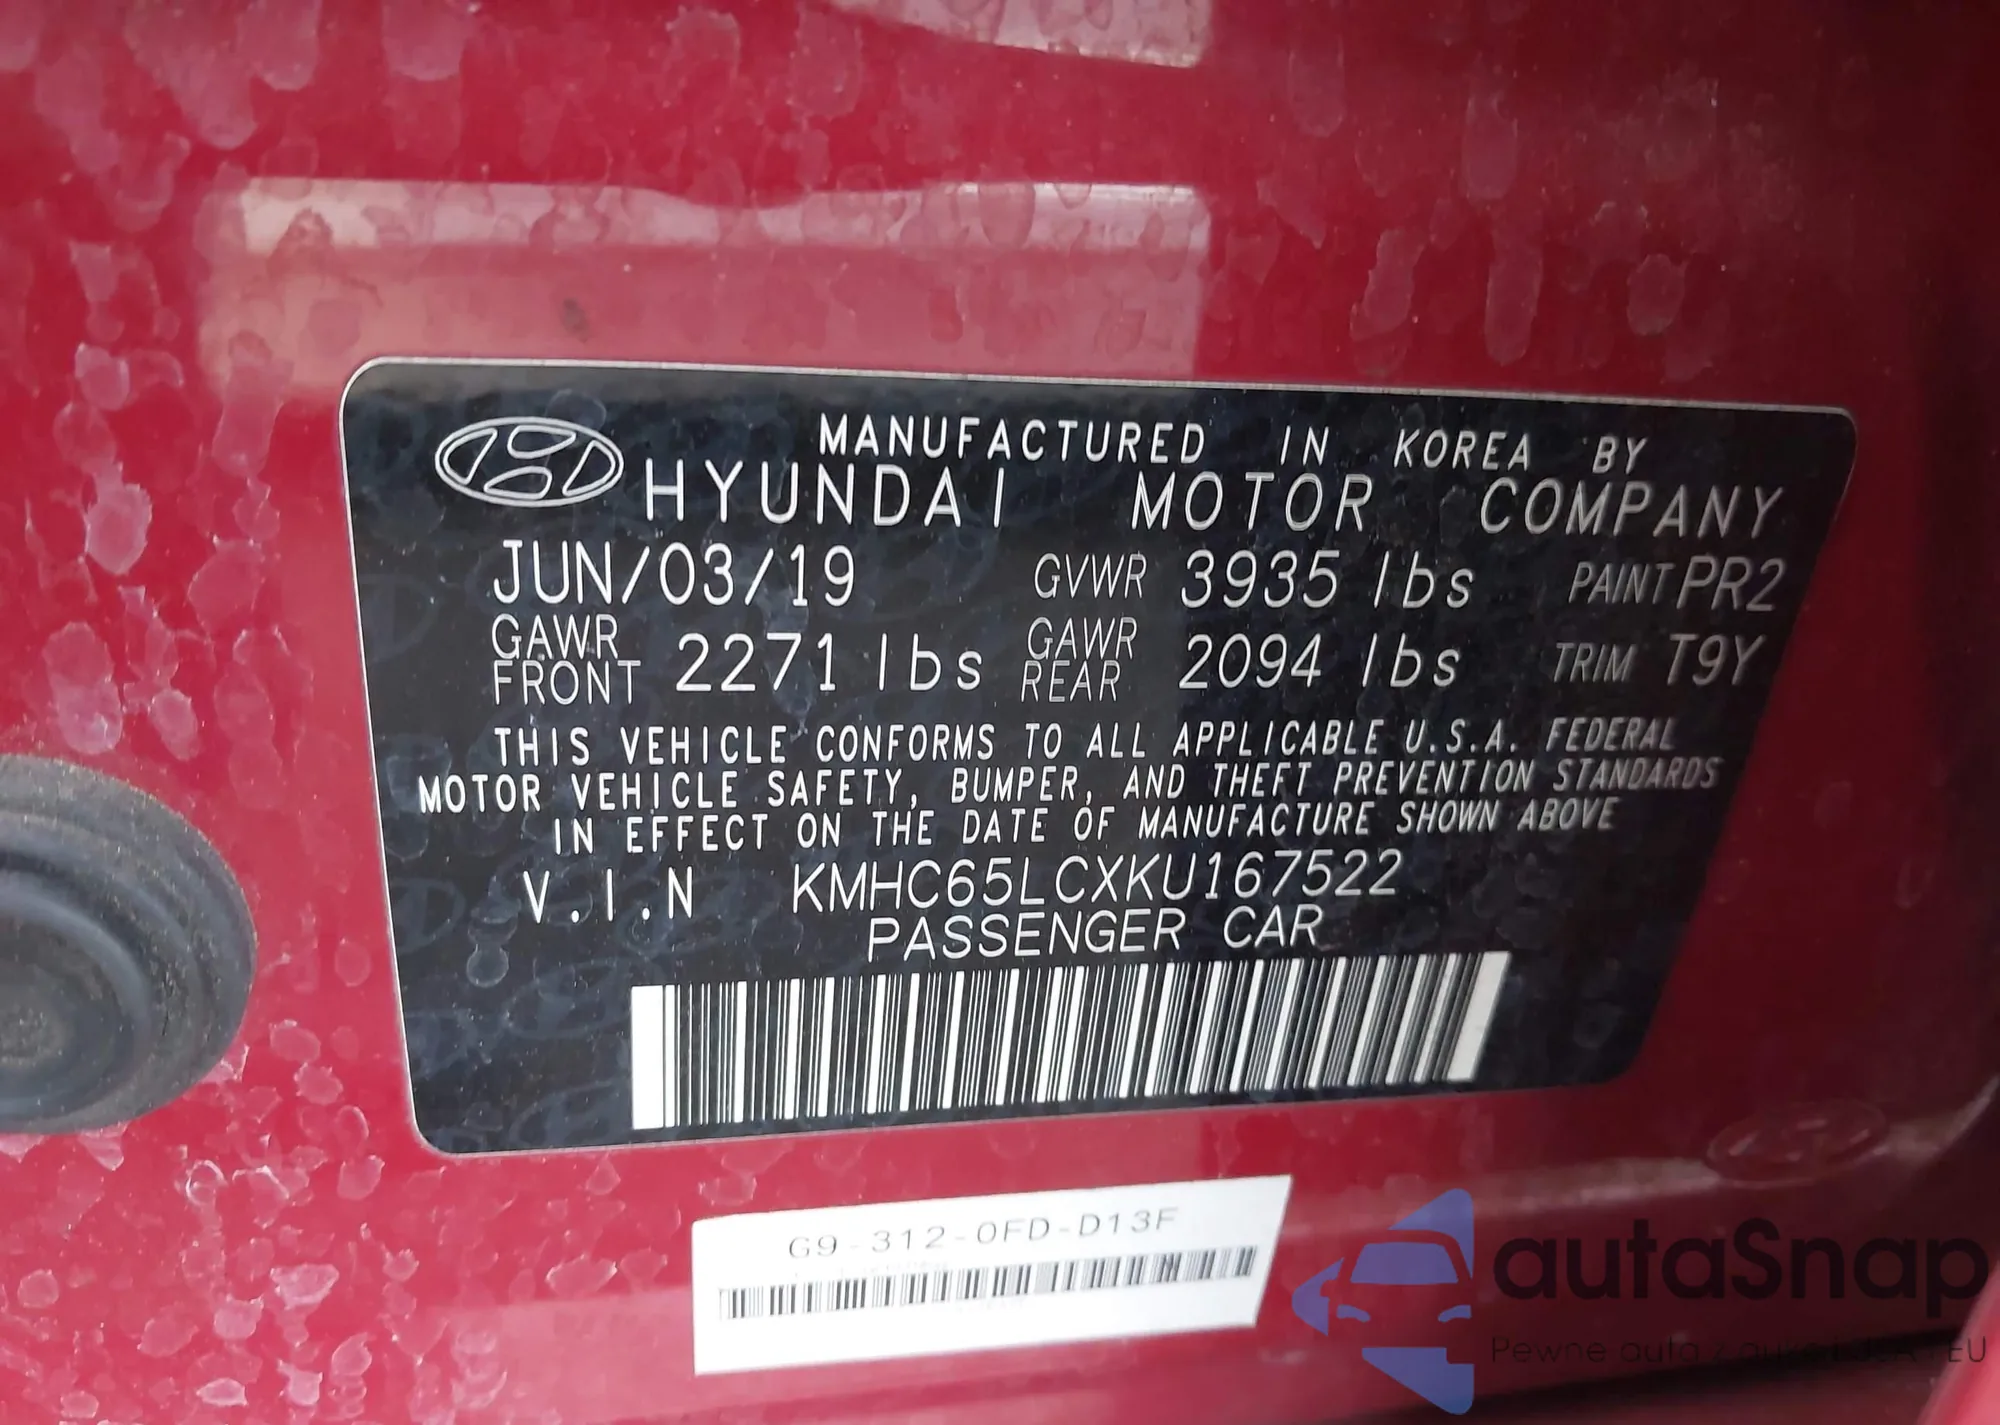 MANUFACTURED IN KOREA BY
HYUNDAI MOTOR COMPANY
JUN/03/19 GVWR 3935 lbs PAINT PR2
GAWR FRONT 2271 lbs GAWR REAR 2094 lbs TRIM T9Y
THIS VEHICLE CONFORMS TO ALL APPLICABLE U.S.A. FEDERAL
MOTOR VEHICLE SAFETY, BUMPER, AND THEFT PREVENTION STANDARDS
IN EFFECT ON THE DATE OF MANUFACTURE SHOWN ABOVE
V.I.N KMHC65LCXKU167522
PASSENGER CAR
G9-312-0FD-D13F
autaSnap
Pewne auta z